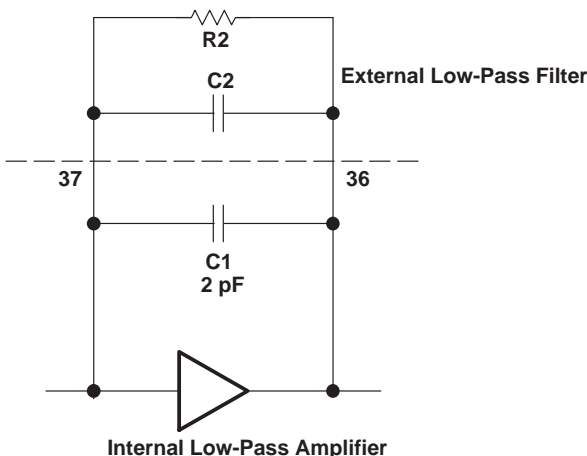 R2
External Low-Pass Filter
C2
37
36
C1
2 pF
Internal Low-Pass Amplifier